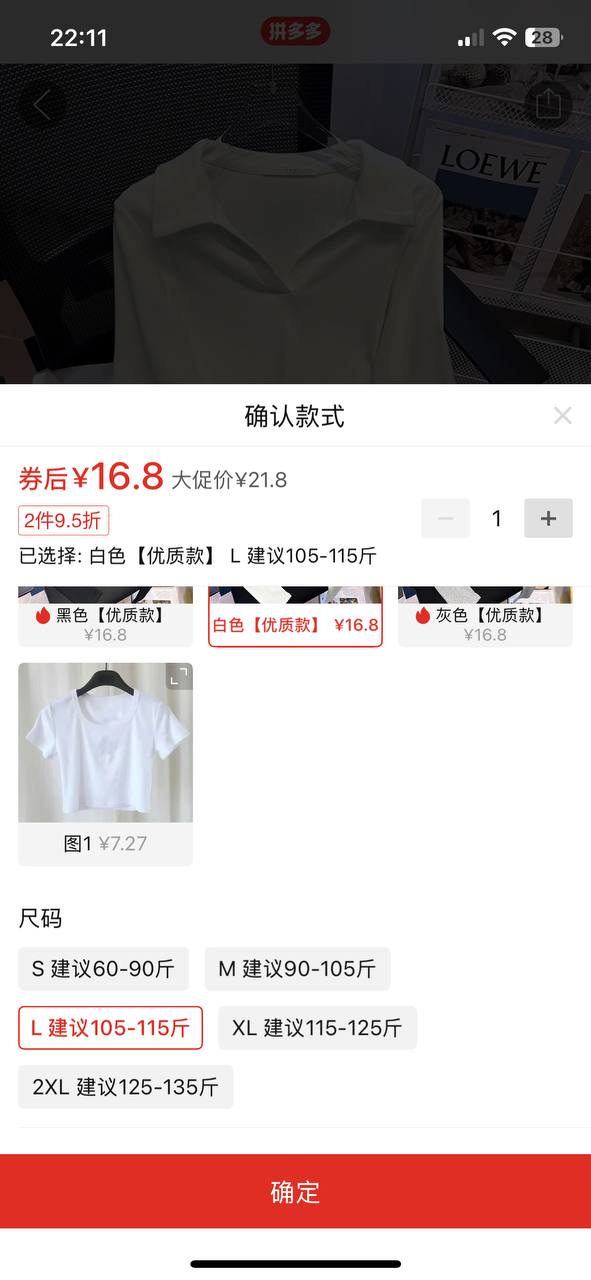 22:11
拼多多
28
LOEWE
确认款式
券后¥16.8 大促价¥21.8
2件9.5折
1
已选择: 白色【优质款】 L 建议105-115斤
黑色【优质款】
¥16.8
白色【优质款】 ¥16.8
灰色【优质款】
¥16.8
图1 ¥7.27
尺码
S 建议60-90斤
M 建议90-105斤
L 建议105-115斤
XL 建议115-125斤
2XL 建议125-135斤
确定